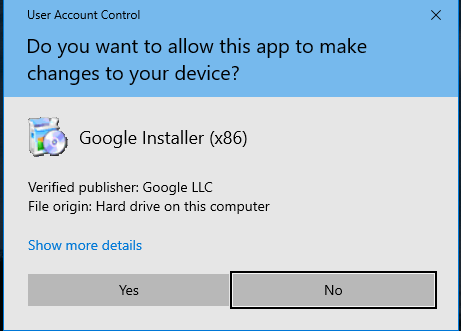 User Account Control
Do you want to allow this app to make
changes to your device?
Google Installer (x86)
Verified publisher: Google LLC
File origin: Hard drive on this computer
Show more details
Yes
No